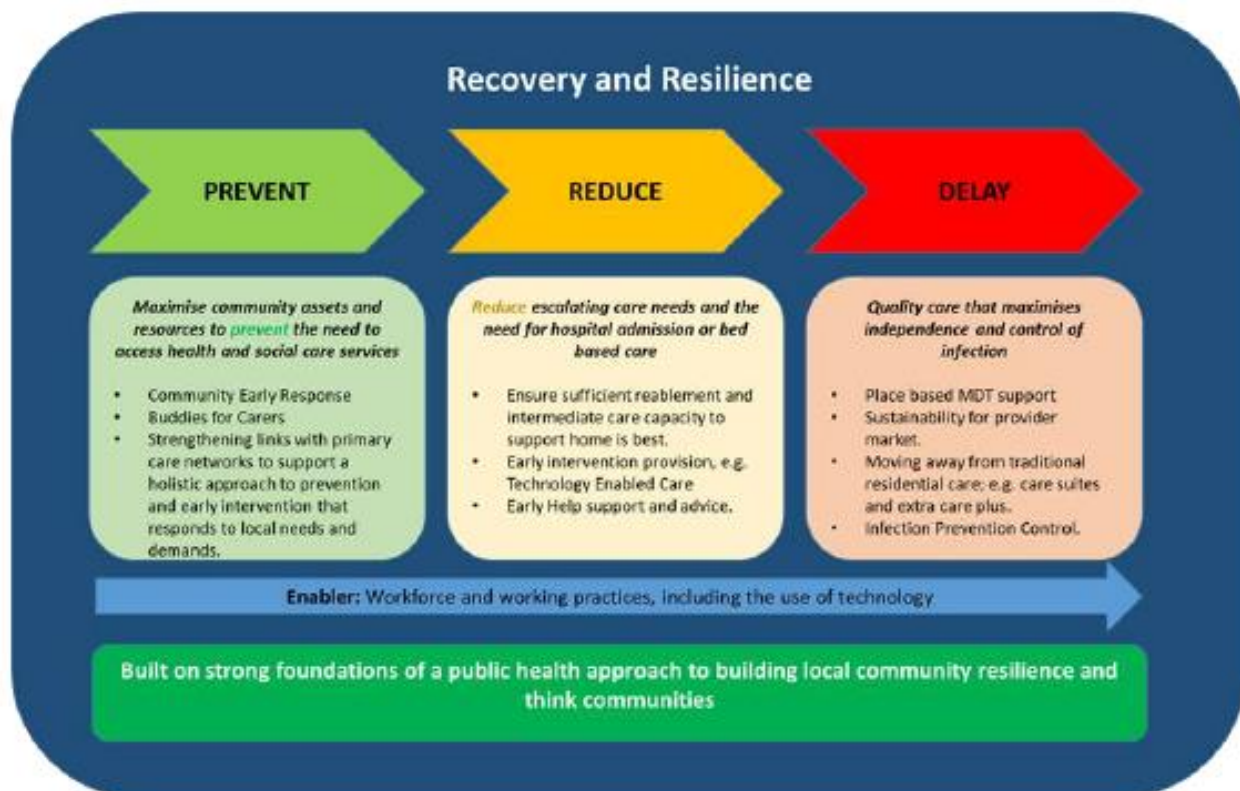 Recovery and Resilience
PREVENT
REDUCE
DELAY
Maximise community assets and
resources to prevent the need to
access health and social care services
• Community Early Response
• Buddies for Carers
• Strengthening links with primary
care networks to support a
holistic approach to prevention
and early intervention that
responds to local needs and
demands.
Reduce escalating care needs and the
need for hospital admission or bed
based care
• Ensure sufficient reablement and
intermediate care capacity to
support home is best.
• Early intervention provision, e.g.
Technology Enabled Care
• Early Help support and advice.
Quality care that maximises
independence and control of
infection
• Place based MDT support
• Sustainability for provider
market.
• Moving away from traditional
residential care; e.g. care suites
and extra care plus.
• Infection Prevention Control.
Enabler: Workforce and working practices, including the use of technology
Built on strong foundations of a public health approach to building local community resilience and
think communities